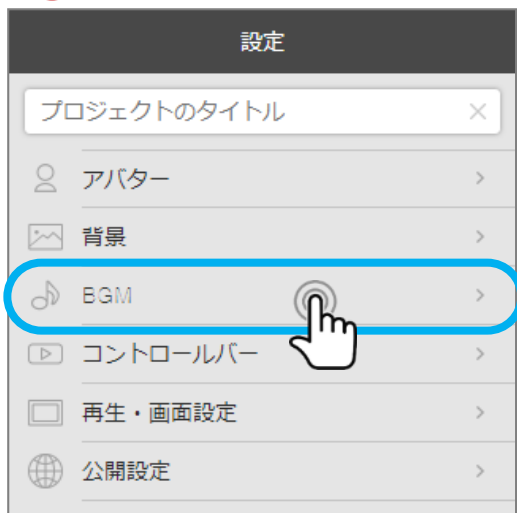 設定
プロジェクトのタイトル
アバター
背景
BGM
コントロールバー
再生・画面設定
公開設定